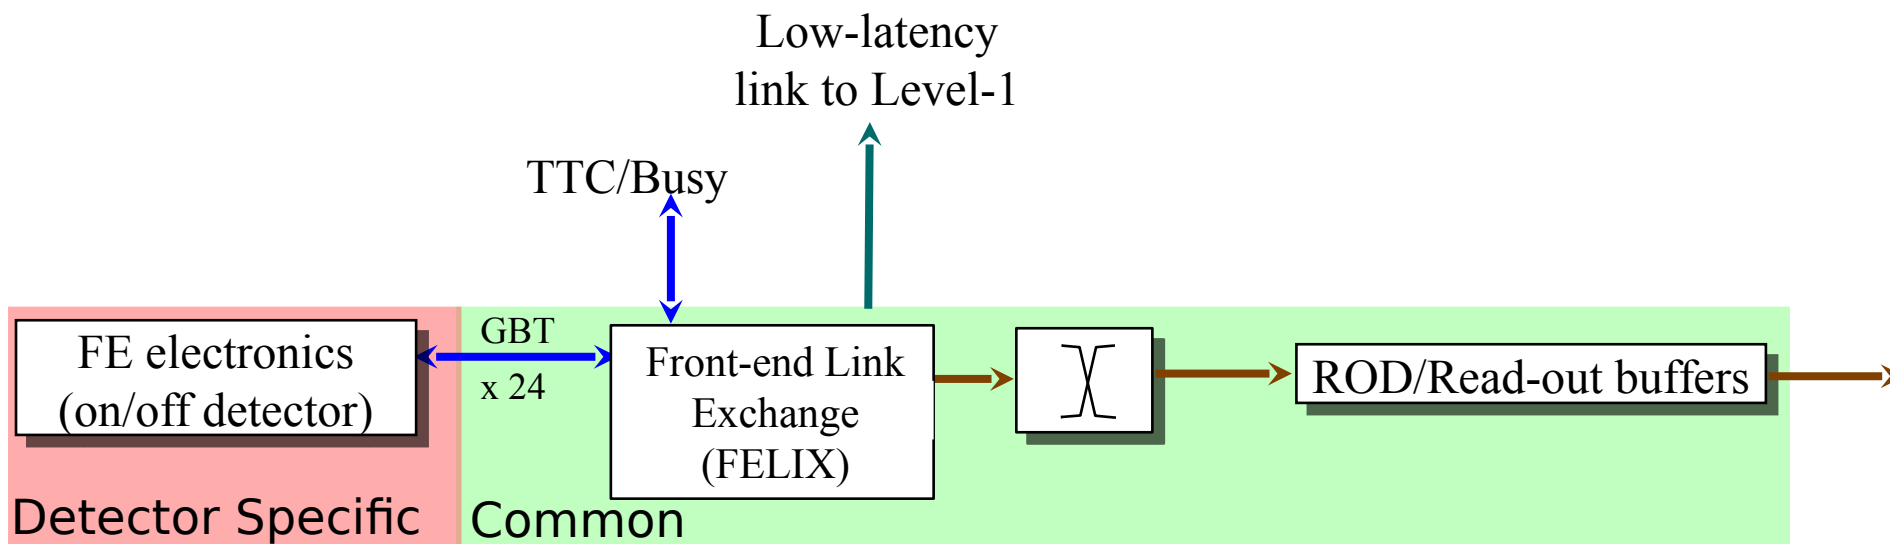 Low-latency
link to Level-1
TTC/Busy
FE electronics
(on/off detector)
GBT
x 24
Front-end Link
Exchange
(FELIX)
ROD/Read-out buffers
Detector Specific
Common